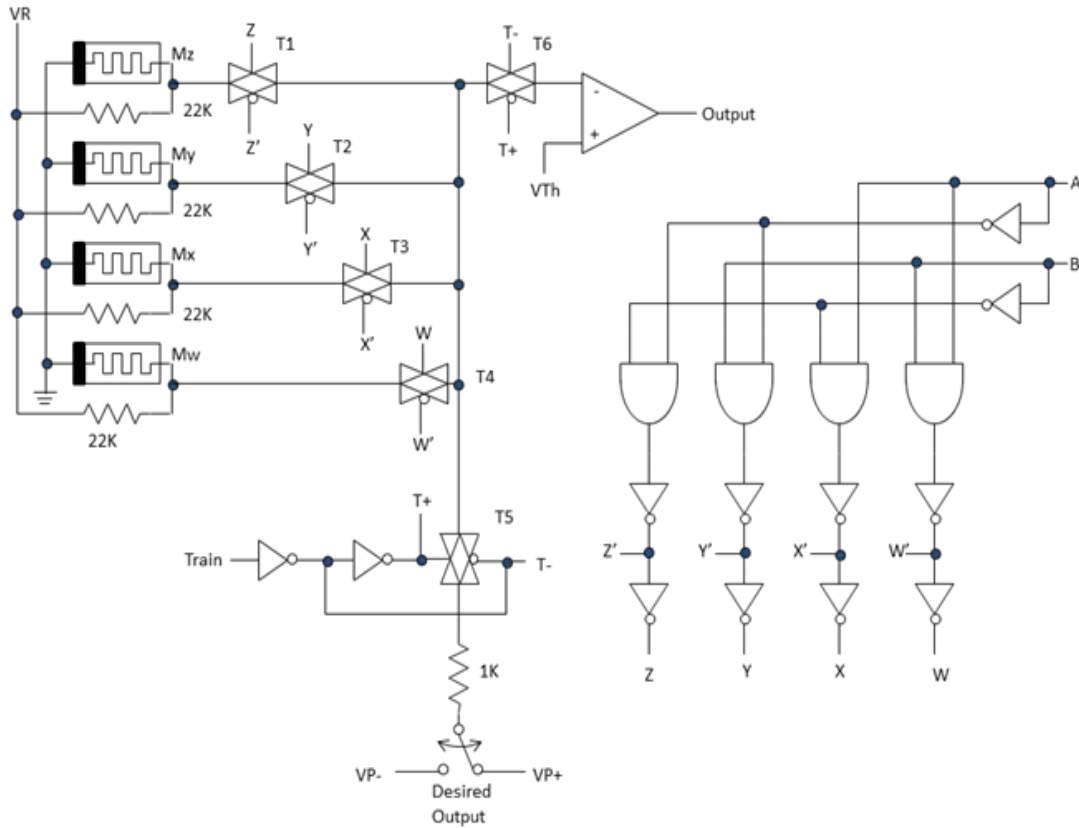 VR
Z
T1
T-
T6
Mz
22K
Z'
T+
-
+
VTh
Output
My
Y
T2
22K
Y'
Mx
X
T3
22K
X'
Mw
W
T4
22K
W'
A
B
T+
T5
Train
T-
1K
VP-
VP+
Desired
Output
Z'
Y'
X'
W'
Z
Y
X
W